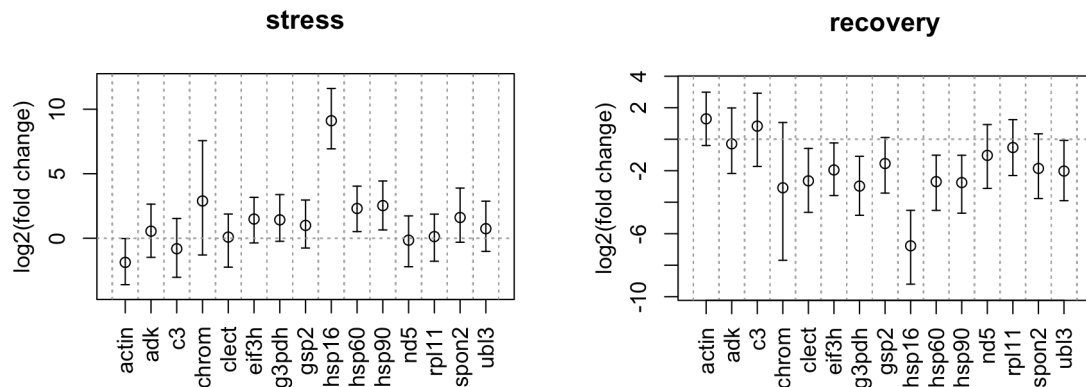 stress
log2(fold change)
10
5
0
actin
adk
c3
chrom
clect
eif3h
g3pdh
gsp2
hsp16
hsp60
hsp90
nd5
rpl11
spon2
ubl3
recovery
log2(fold change)
4
2
-2
-6
-10
actin
adk
c3
chrom
clect
eif3h
g3pdh
gsp2
hsp16
hsp60
hsp90
nd5
rpl11
spon2
ubl3